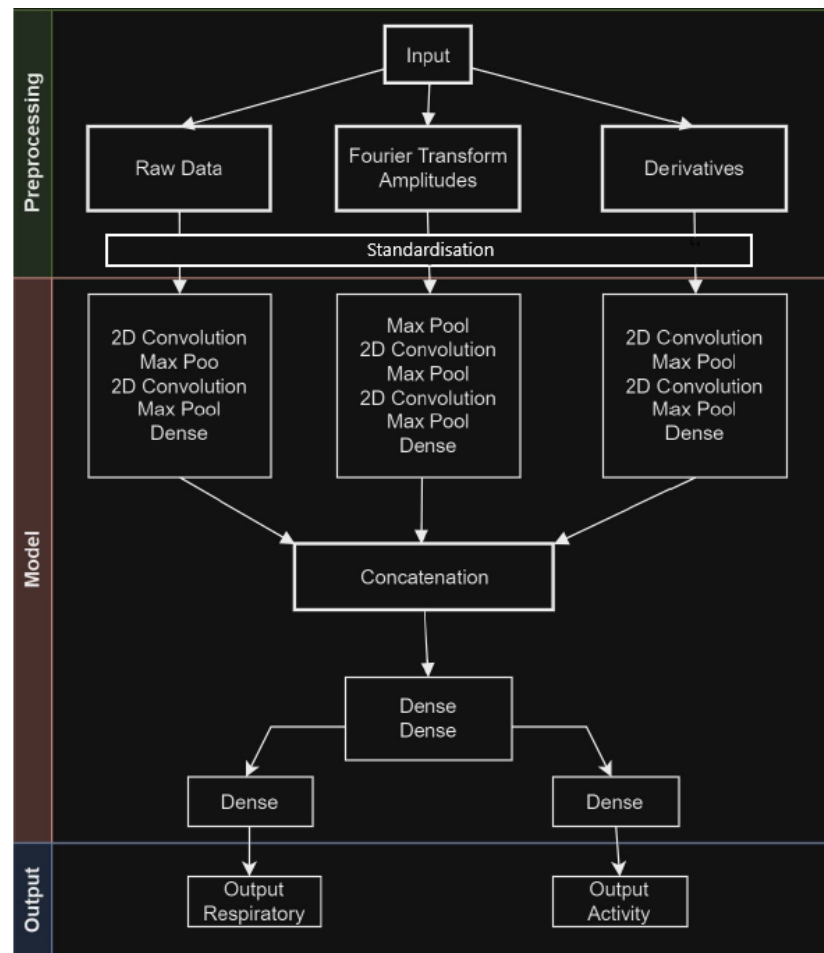 Preprocessing
Input
Raw Data
Fourier Transform
Amplitudes
Derivatives
Standardisation
Model
2D Convolution
Max Poo
2D Convolution
Max Pool
Dense
Max Pool
2D Convolution
Max Pool
2D Convolution
Max Pool
Dense
2D Convolution
Max Pool
2D Convolution
Max Pool
Dense
Concatenation
Dense
Dense
Dense
Dense
Output
Output
Respiratory
Output
Activity